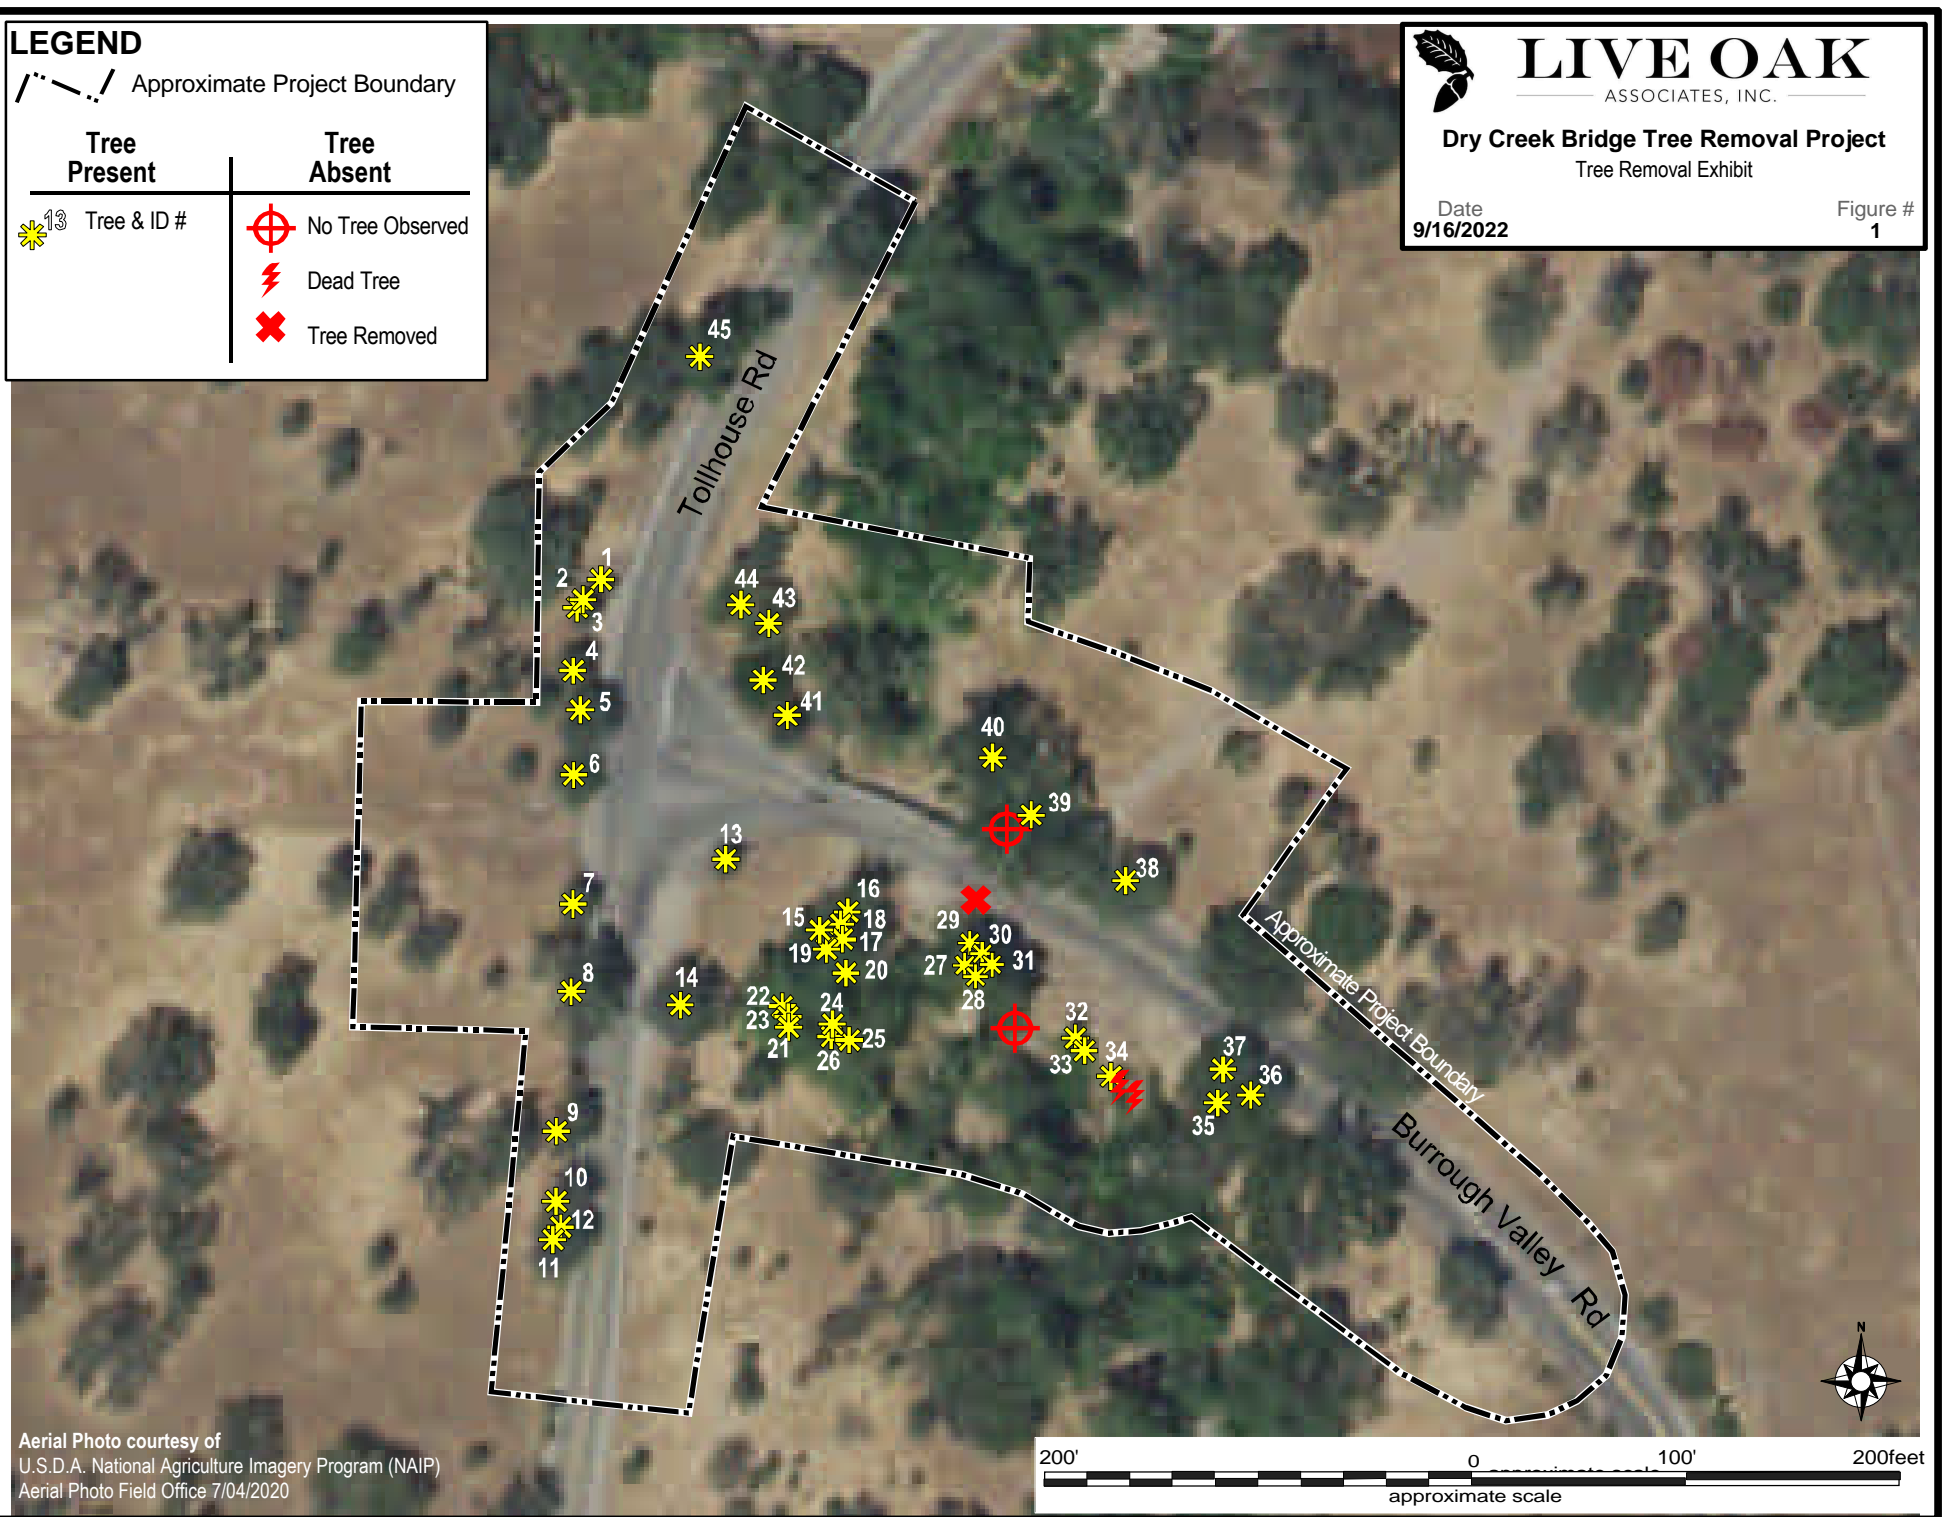 LEGEND
Approximate Project Boundary
Tree
Present
Tree
Absent
13
Tree & ID #
No Tree Observed
Dead Tree
Tree Removed
LIVE OAK
ASSOCIATES, INC.
Dry Creek Bridge Tree Removal Project
Tree Removal Exhibit
Date
9/16/2022
Figure #
1
45
Tollhouse Rd
1
2
3
44
43
4
42
5
41
40
6
39
13
38
7
16
15
18
29
17
30
19
27
31
20
8
14
28
22
24
32
23
25
34
21
26
33
37
36
35
9
10
12
11
Approximate Project Boundary
Burrough Valley Rd
N
Aerial Photo courtesy of
U.S.D.A. National Agriculture Imagery Program (NAIP)
Aerial Photo Field Office 7/04/2020
200'
0
100'
200feet
approximate scale
approximate scale